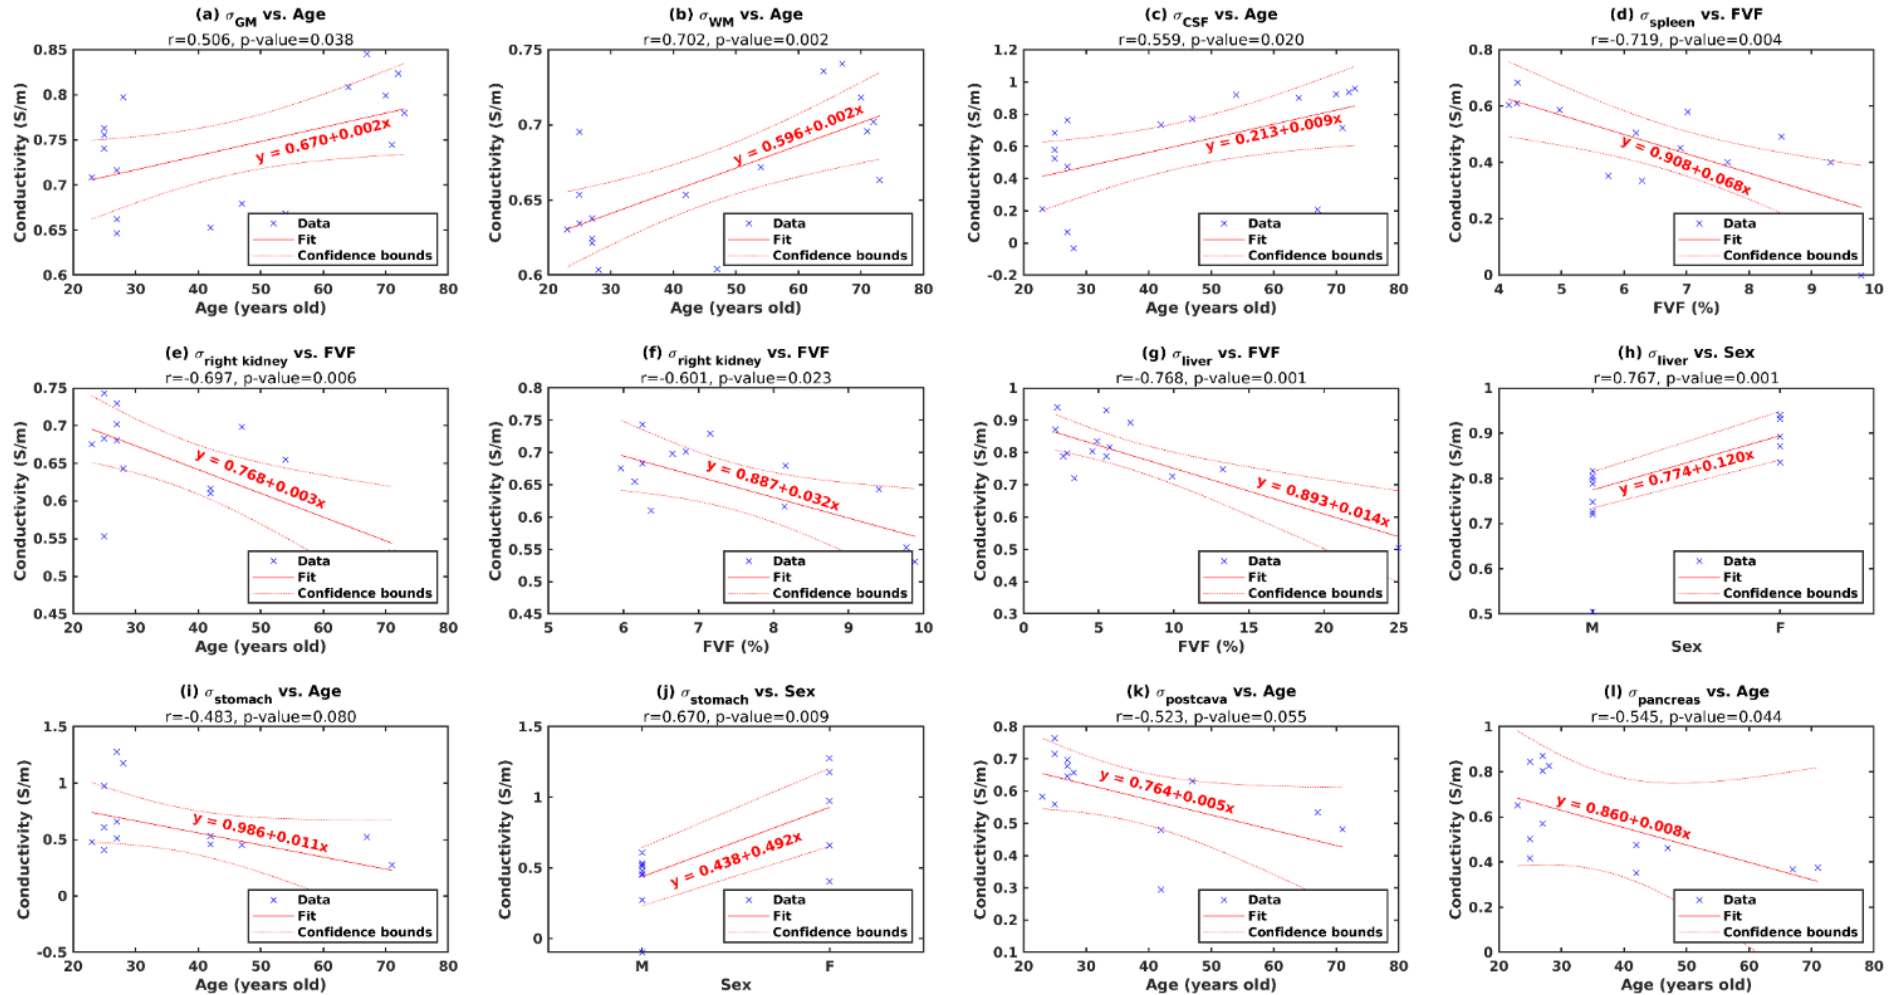 (a) σGM vs. Age
r=0.506, p-value=0.038
0.85
0.8
0.75
0.7
0.65
0.6
Conductivity (S/m)
y = 0.670+0.002x
Data
Fit
Confidence bounds
20 30 40 50 60 70 80
Age (years old)
(b) σWM vs. Age
r=0.702, p-value=0.002
0.75
0.7
0.65
0.6
Conductivity (S/m)
y = 0.596+0.002x
Data
Fit
Confidence bounds
20 30 40 50 60 70 80
Age (years old)
(c) σCSF vs. Age
r=0.559, p-value=0.020
1.2
1
0.8
0.6
0.4
0.2
0
-0.2
Conductivity (S/m)
y = 0.213+0.009x
Data
Fit
Confidence bounds
20 30 40 50 60 70 80
Age (years old)
(d) σspleen vs. FVF
r=-0.719, p-value=0.004
0.8
0.6
0.4
0.2
0
Conductivity (S/m)
y = 0.908+0.068x
Data
Fit
Confidence bounds
4 5 6 7 8 9 10
FVF (%)
(e) σright kidney vs. FVF
r=-0.697, p-value=0.006
0.75
0.7
0.65
0.6
0.55
0.5
0.45
Conductivity (S/m)
y = 0.768+0.003x
Data
Fit
Confidence bounds
20 30 40 50 60 70 80
Age (years old)
(f) σright kidney vs. FVF
r=-0.601, p-value=0.023
0.8
0.75
0.7
0.65
0.6
0.55
0.5
0.45
Conductivity (S/m)
y = 0.887+0.032x
Data
Fit
Confidence bounds
5 6 7 8 9 10
FVF (%)
(g) σliver vs. FVF
r=-0.768, p-value=0.001
1
0.9
0.8
0.7
0.6
0.5
0.4
0.3
Conductivity (S/m)
y = 0.893+0.014x
Data
Fit
Confidence bounds
0 5 10 15 20 25
FVF (%)
(h) σliver vs. Sex
r=0.767, p-value=0.001
1
0.9
0.8
0.7
0.6
0.5
Conductivity (S/m)
y = 0.774+0.120x
Data
Fit
Confidence bounds
M F
Sex
(i) σstomach vs. Age
r=-0.483, p-value=0.080
1.5
1
0.5
0
-0.5
Conductivity (S/m)
y = 0.986+0.011x
Data
Fit
Confidence bounds
20 30 40 50 60 70 80
Age (years old)
(j) σstomach vs. Sex
r=0.670, p-value=0.009
1.5
1
0.5
0
Conductivity (S/m)
y = 0.438+0.492x
Data
Fit
Confidence bounds
M F
Sex
(k) σpostcava vs. Age
r=-0.523, p-value=0.055
0.8
0.7
0.6
0.5
0.4
0.3
0.2
0.1
Conductivity (S/m)
y = 0.764+0.005x
Data
Fit
Confidence bounds
20 30 40 50 60 70 80
Age (years old)
(l) σpancreas vs. Age
r=-0.545, p-value=0.044
1
0.8
0.6
0.4
0.2
0
Conductivity (S/m)
y = 0.860+0.008x
Data
Fit
Confidence bounds
20 30 40 50 60 70 80
Age (years old)